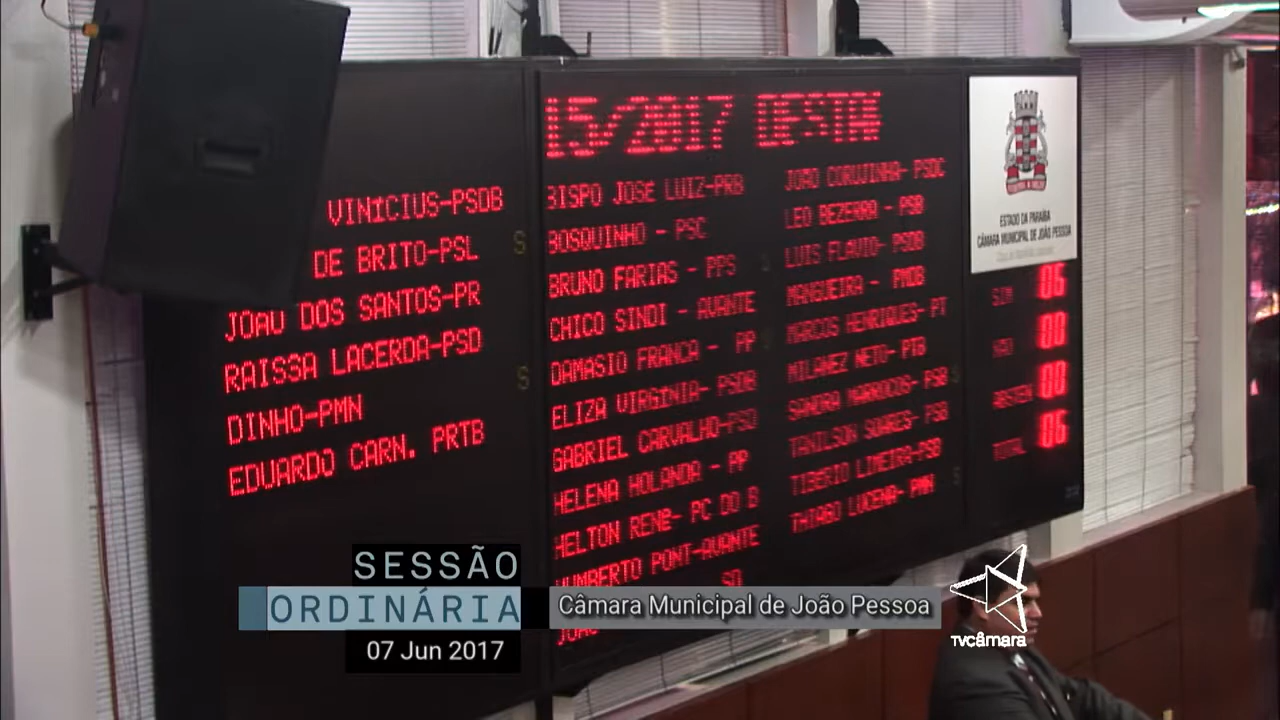 15/2017 DESTA
VINICIUS-PSDB
DE BRITO-PSL S
JOAO DOS SANTOS-PR
RAISSA LACERDA-PSD
DINHO-PMN S
EDUARDO CARN. PRTB
BISPO JOSE LUIZ-PRB
BOSQUINHO - PSC
BRUNO FARIAS - PPS
CHICO SINDI - AVANTE
DAMASIO FRANCA - PP
ELIZA VIRGINIA- PSDB
GABRIEL CARVALHO-PSD
HELENA HOLANDA - PP
HELTON RENE- PC DO B
HUMBERTO PONT-AVANTE
SD
JOAO CORUJINHA- PSDC
LEO BEZERRA - PSB
LUIS FLAVIO- PSDB
MANGUEIRA - PMDB
MARCOS HENRIQUES- PT
MILANEZ NETO- PTB
SANDRA MARROCOS- PSB S
TANILSON SOARES- PSB
TIBERIO LIMEIRA-PSB
THIAGO LUCENA- PMN S
ESTADO DA PARAÍBA
CÂMARA MUNICIPAL DE JOÃO PESSOA
SIM 06
NAO 00
ABSTEN 00
TOTAL 06
SESSÃO
ORDINÁRIA
07 Jun 2017
Câmara Municipal de João Pessoa
TVCâmara